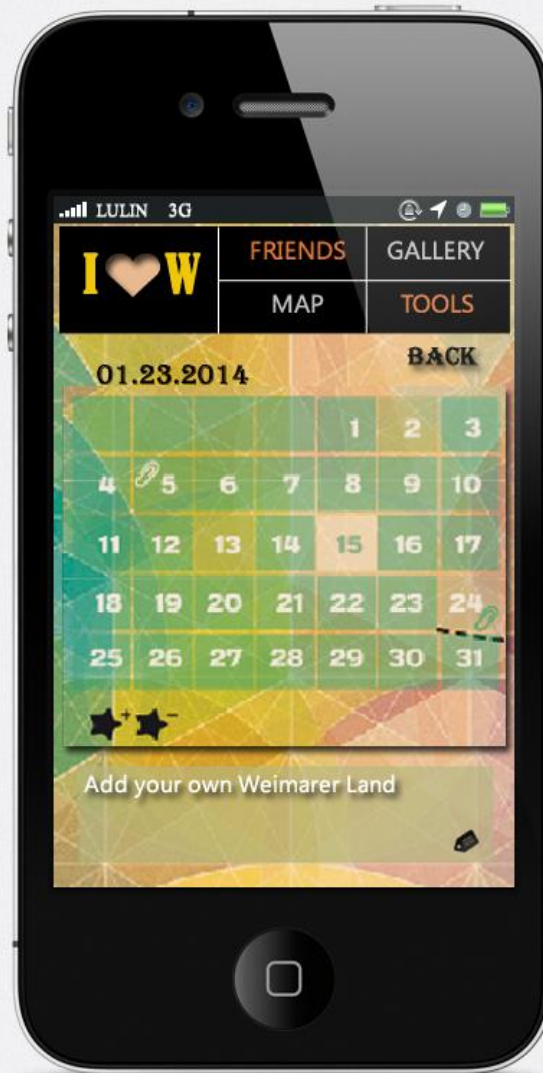 LULIN 3G
I W
FRIENDS GALLERY
MAP TOOLS
BACK
01.23.2014
1 2 3
4 5 6 7 8 9 10
11 12 13 14 15 16 17
18 19 20 21 22 23 24
25 26 27 28 29 30 31
+ -
Add your own Weimarer Land